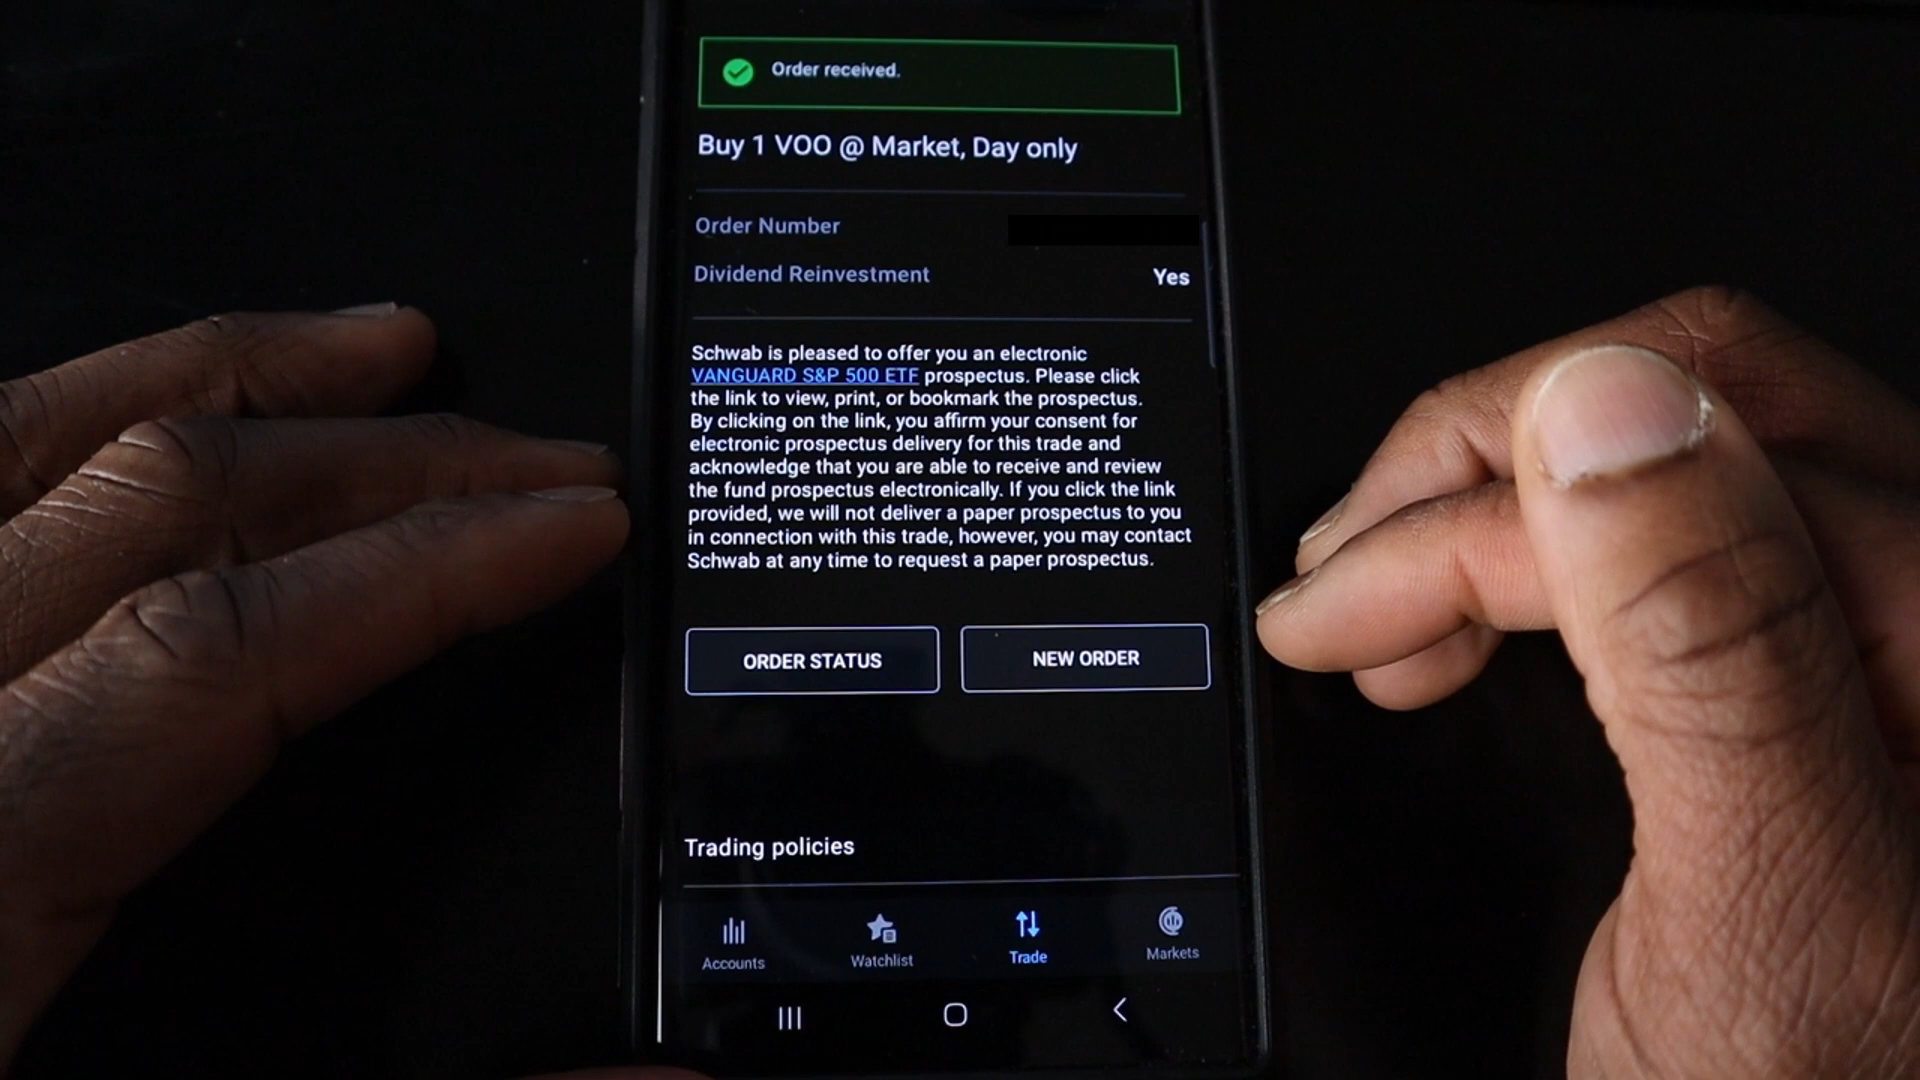 Order received.
Buy 1 VOO @ Market, Day only
Order Number
Dividend Reinvestment Yes
Schwab is pleased to offer you an electronic
VANGUARD S&P 500 ETF prospectus. Please click
the link to view, print, or bookmark the prospectus.
By clicking on the link, you affirm your consent for
electronic prospectus delivery for this trade and
acknowledge that you are able to receive and review
the fund prospectus electronically. If you click the link
provided, we will not deliver a paper prospectus to you
in connection with this trade, however, you may contact
Schwab at any time to request a paper prospectus.
ORDER STATUS NEW ORDER
Trading policies
Accounts Watchlist Trade Markets